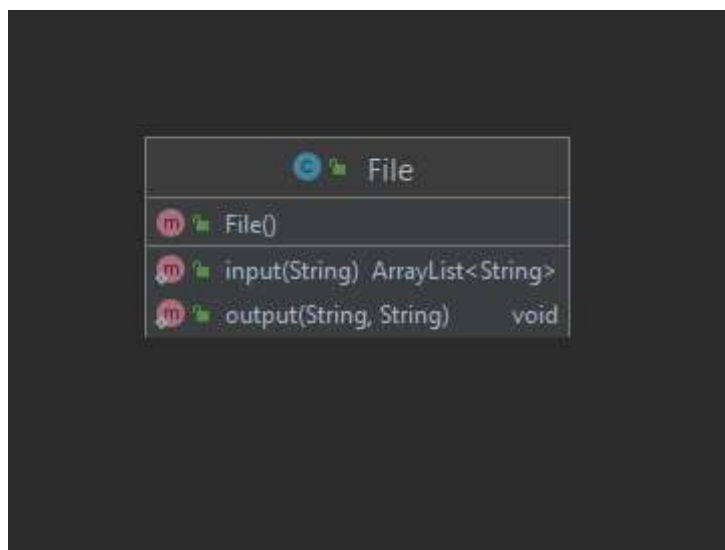 File
File()
input(String) ArrayList<String>
output(String, String) void